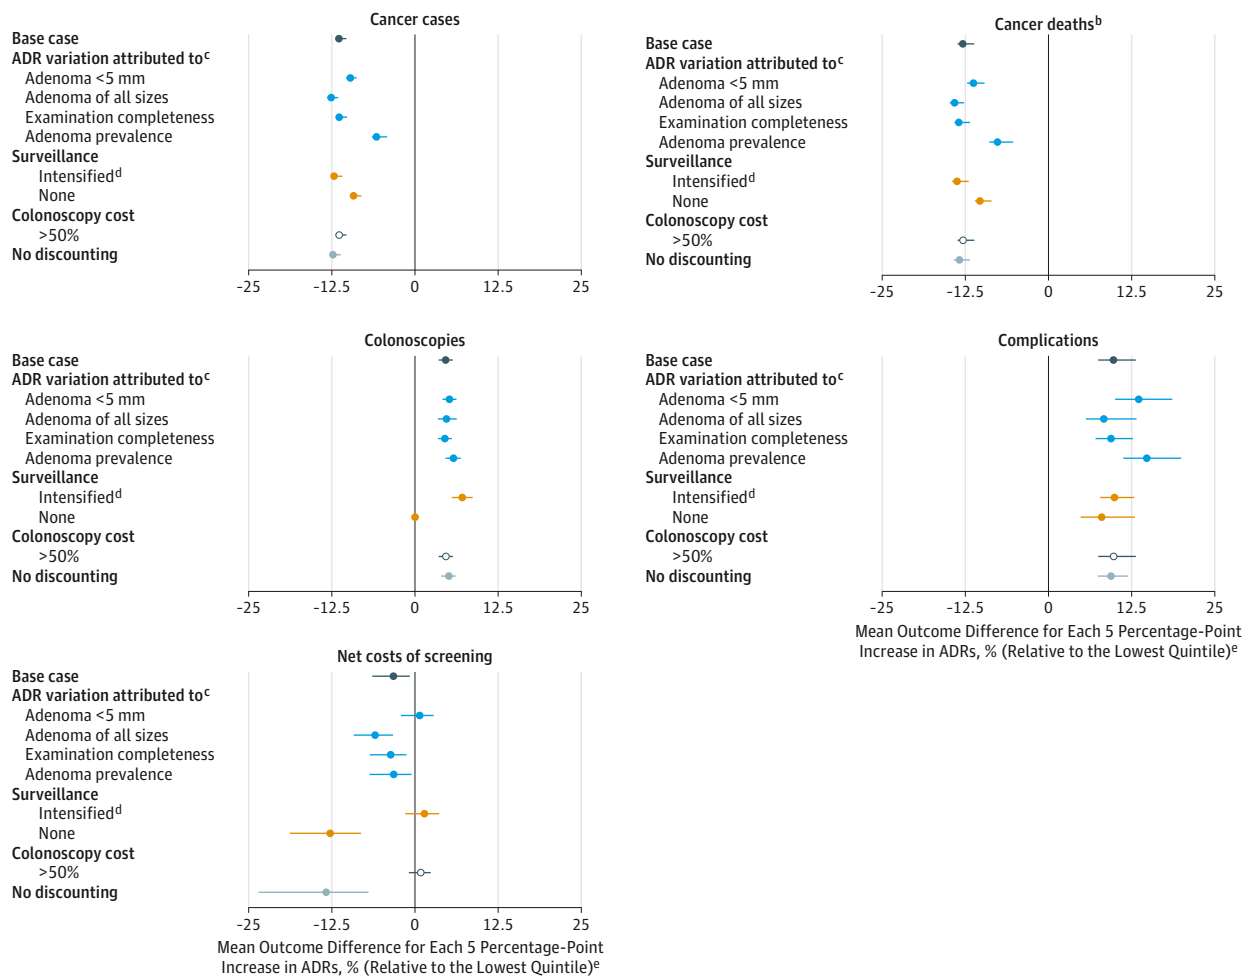 Cancer cases
Base case
ADR variation attributed to^c
Adenoma <5 mm
Adenoma of all sizes
Examination completeness
Adenoma prevalence
Surveillance
Intensified^d
None
Colonoscopy cost
>50%
No discounting
-25 -12.5 0 12.5 25
Cancer deaths^b
Base case
ADR variation attributed to^c
Adenoma <5 mm
Adenoma of all sizes
Examination completeness
Adenoma prevalence
Surveillance
Intensified^d
None
Colonoscopy cost
>50%
No discounting
-25 -12.5 0 12.5 25
Colonoscopies
Base case
ADR variation attributed to^c
Adenoma <5 mm
Adenoma of all sizes
Examination completeness
Adenoma prevalence
Surveillance
Intensified^d
None
Colonoscopy cost
>50%
No discounting
-25 -12.5 0 12.5 25
Complications
Base case
ADR variation attributed to^c
Adenoma <5 mm
Adenoma of all sizes
Examination completeness
Adenoma prevalence
Surveillance
Intensified^d
None
Colonoscopy cost
>50%
No discounting
-25 -12.5 0 12.5 25
Mean Outcome Difference for Each 5 Percentage-Point
Increase in ADRs, % (Relative to the Lowest Quintile)^e
Net costs of screening
Base case
ADR variation attributed to^c
Adenoma <5 mm
Adenoma of all sizes
Examination completeness
Adenoma prevalence
Surveillance
Intensified^d
None
Colonoscopy cost
>50%
No discounting
-25 -12.5 0 12.5 25
Mean Outcome Difference for Each 5 Percentage-Point
Increase in ADRs, % (Relative to the Lowest Quintile)^e